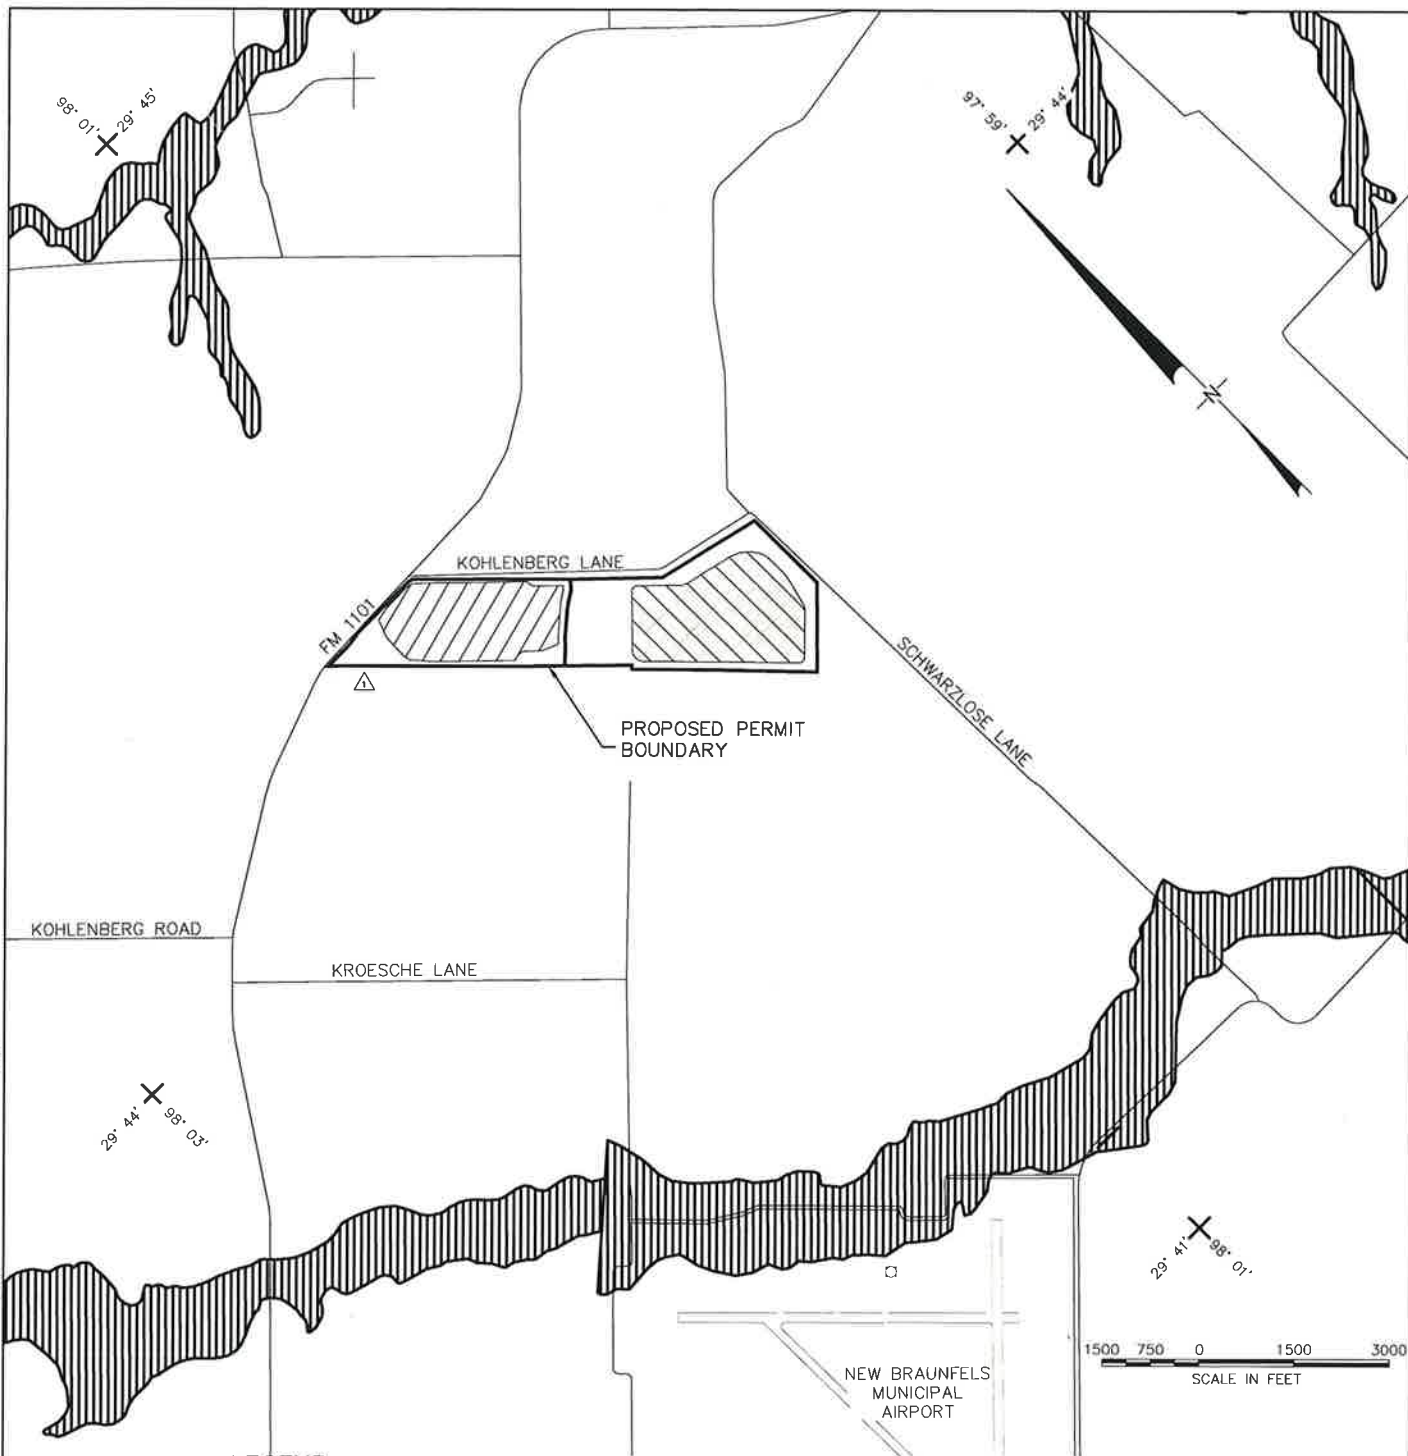 98° 01' 29° 45'
97° 59' 29° 44'
N
KOHLENBERG LANE
FM 1101
1
SCHWARZLOSE LANE
PROPOSED PERMIT
BOUNDARY
KOHLENBERG ROAD
KROESCHE LANE
29° 44' 98° 03'
29° 41' 98° 01'
1500 750 0 1500 3000
SCALE IN FEET
NEW BRAUNFELS
MUNICIPAL
AIRPORT